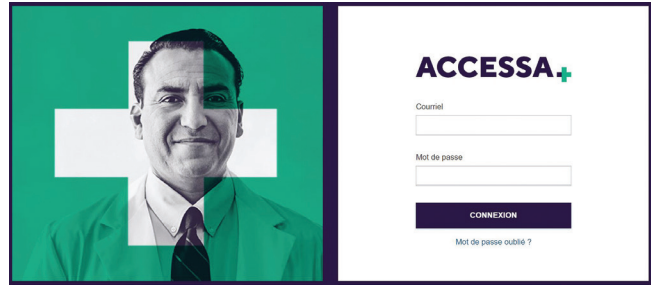 ACCESSA
Courriel
Mot de passe
CONNEXION
Mot de passe oublié ?